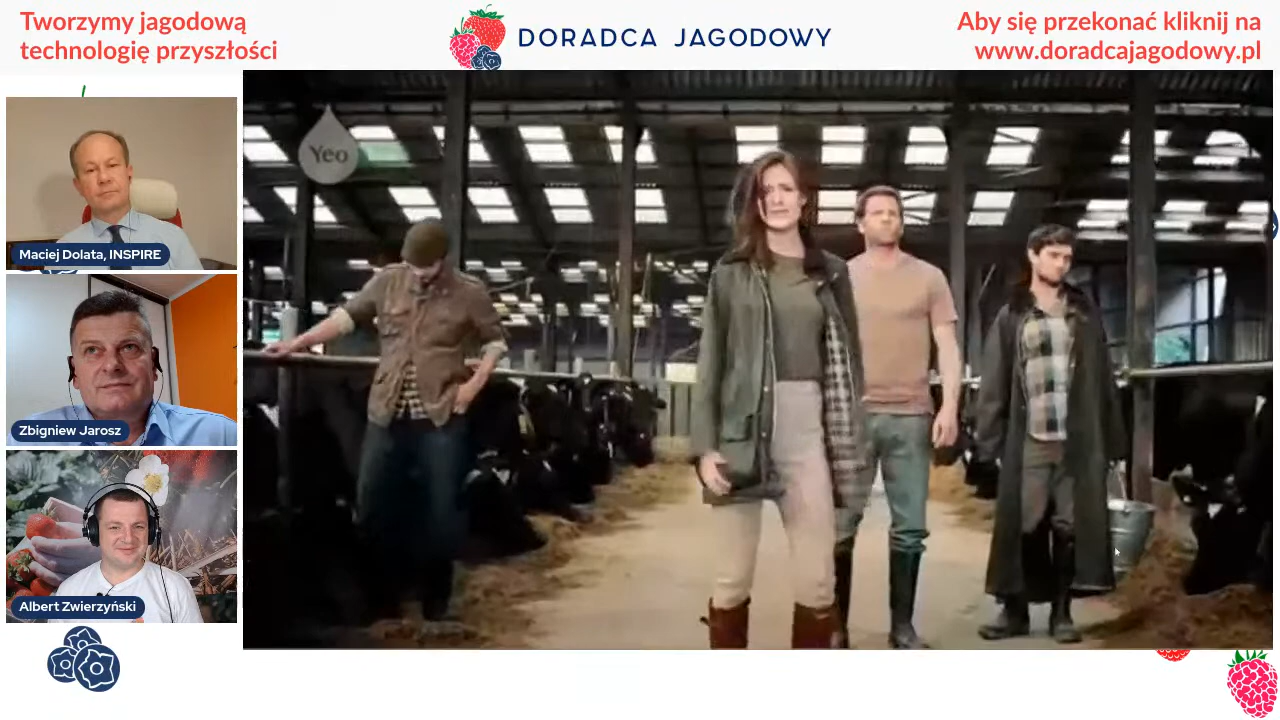 Tworzymy jagodową
technologię przyszłości
DORADCA JAGODOWY
Aby się przekonać kliknij na
www.doradcajagodowy.pl
Yeo
Maciej Dolata, INSPIRE
Zbigniew Jarosz
Albert Zwierzyński